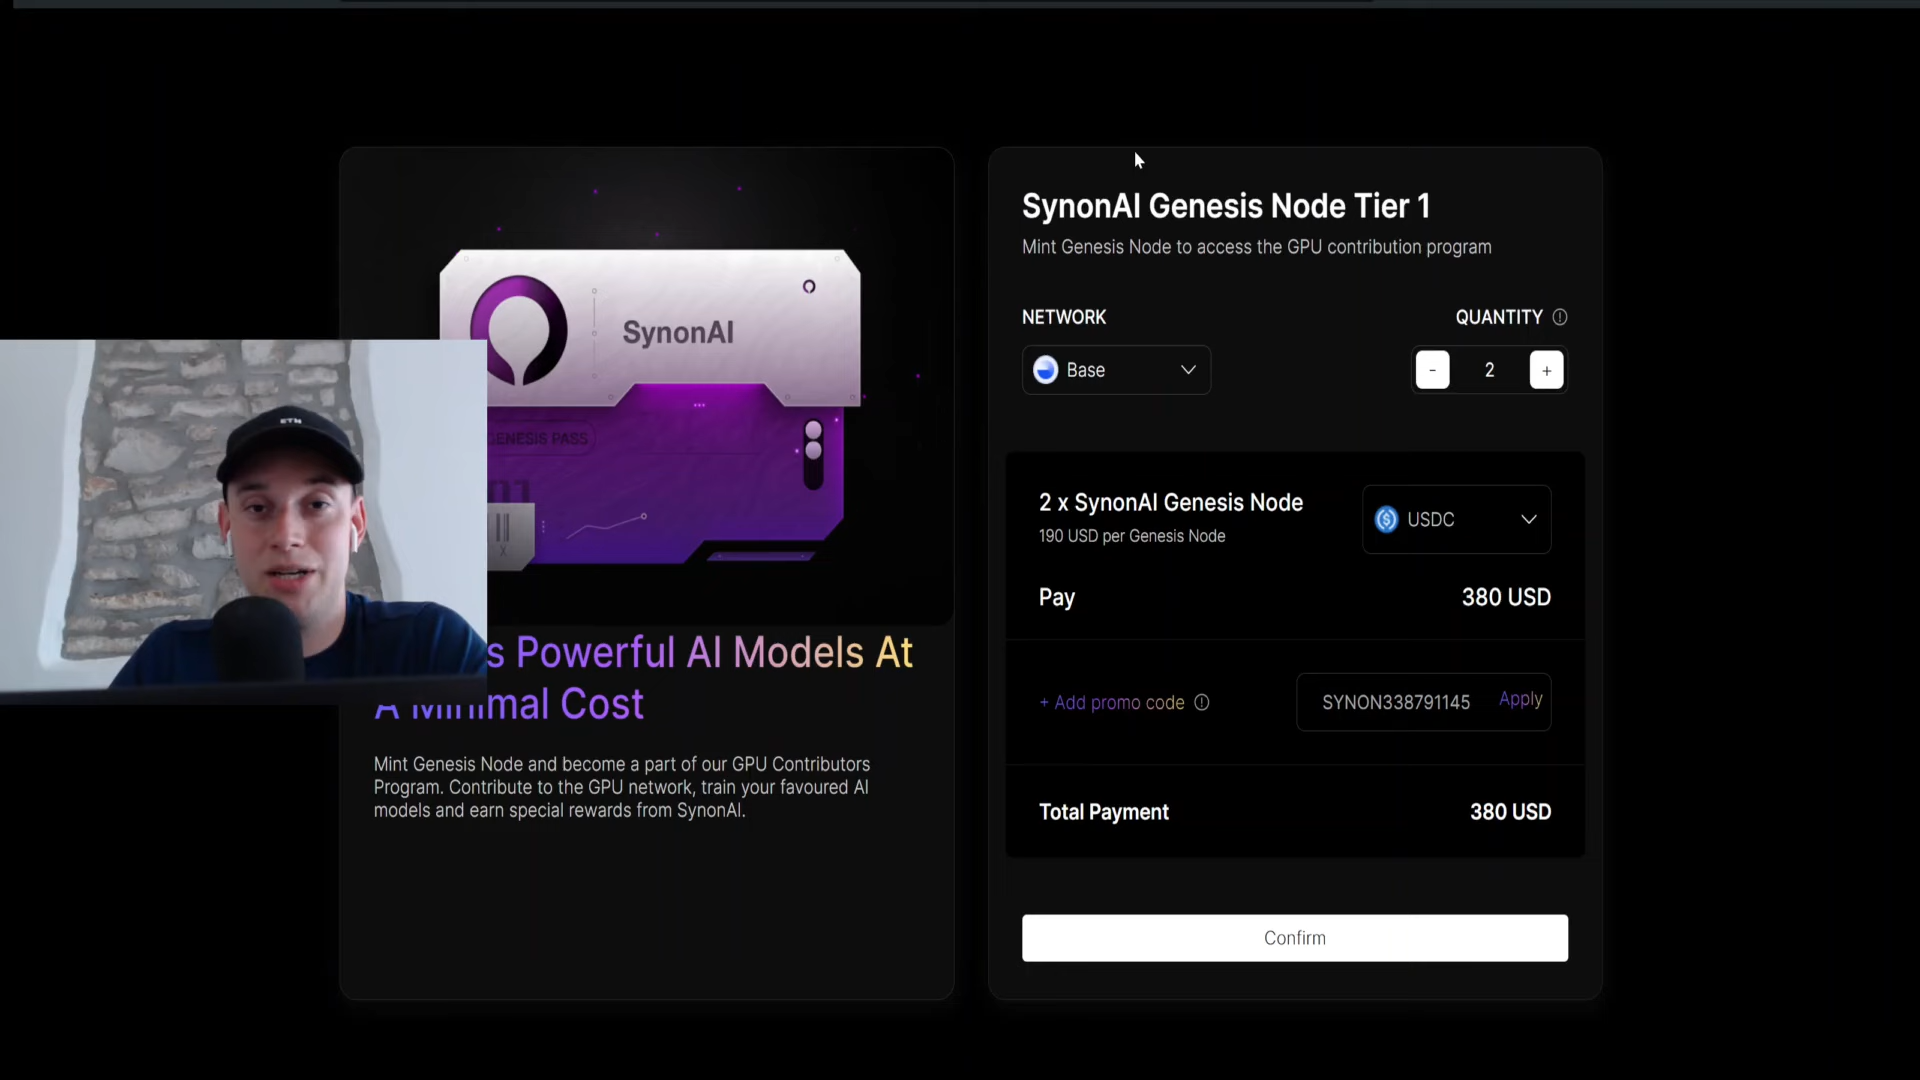 SynonAI
GENESIS PASS
X
s Powerful AI Models At
A Minimal Cost
Mint Genesis Node and become a part of our GPU Contributors
Program. Contribute to the GPU network, train your favoured AI
models and earn special rewards from SynonAI.
SynonAI Genesis Node Tier 1
Mint Genesis Node to access the GPU contribution program
NETWORK
QUANTITY
Base
- 2 +
2 x SynonAI Genesis Node
190 USD per Genesis Node
USDC
Pay
380 USD
+ Add promo code
SYNON338791145
Apply
Total Payment
380 USD
Confirm